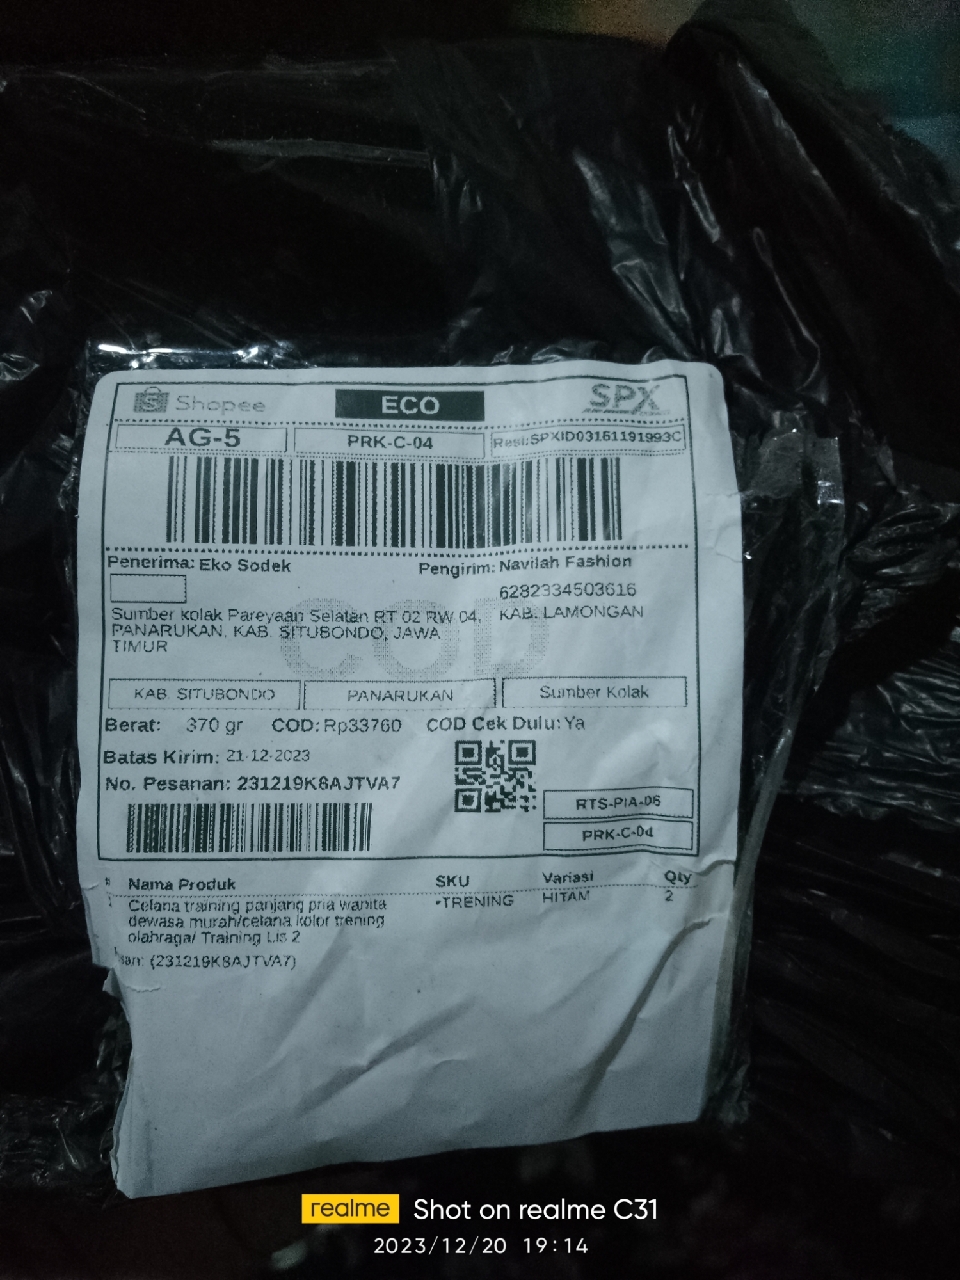 Shopee
ECO
SPX
AG-5
PRK-C-04
Resi:SPXID03161191993C
Penerima: Eko Sodek
Pengirim: Navilah Fashion
6282334503616
Sumber kolak Pareyaan Selatan RT 02 RW 04,
KAB. LAMONGAN
PANARUKAN, KAB. SITUBONDO, JAWA
TIMUR
COD
KAB. SITUBONDO
PANARUKAN
Sumber Kolak
Berat: 370 gr
COD: Rp33760
COD Cek Dulu: Ya
Batas Kirim: 21-12-2023
No. Pesanan: 231219K8AJTVA7
RTS-PIA-06
PRK-C-04
# Nama Produk SKU Variasi Qty
1 Celana training panjang pria wanita *TRENING HITAM 2
dewasa murah/celana kolor trening
olahraga/ Training Lis 2
(231219K8AJTVA7)
realme Shot on realme C31
2023/12/20 19:14